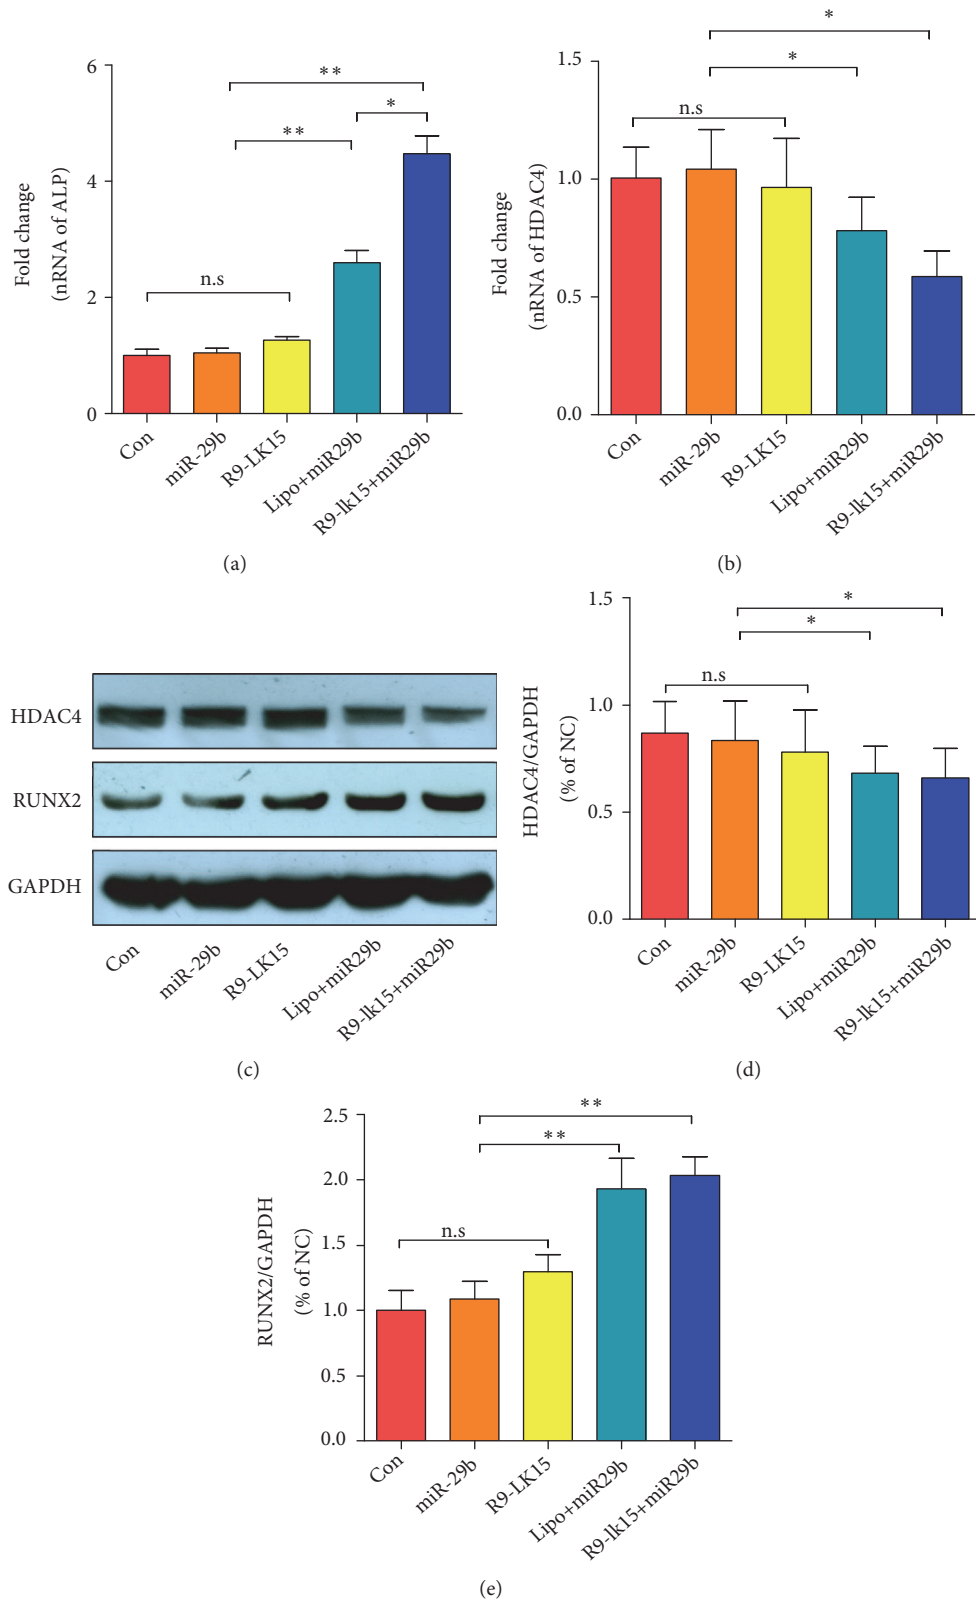 **
*
**
n.s
6
4
2
0
Fold change
(nRNA of ALP)
Con
miR-29b
R9-LK15
Lipo+miR29b
R9-lk15+miR29b
(a)
*
*
n.s
1.5
1.0
0.5
0.0
Fold change
(nRNA of HDAC4)
Con
miR-29b
R9-LK15
Lipo+miR29b
R9-lk15+miR29b
(b)
HDAC4
RUNX2
GAPDH
Con
miR-29b
R9-LK15
Lipo+miR29b
R9-lk15+miR29b
(c)
*
*
n.s
1.5
1.0
0.5
0.0
HDAC4/GAPDH
(% of NC)
Con
miR-29b
R9-LK15
Lipo+miR29b
R9-lk15+miR29b
(d)
**
**
n.s
2.5
2.0
1.5
1.0
0.5
0.0
RUNX2/GAPDH
(% of NC)
Con
miR-29b
R9-LK15
Lipo+miR29b
R9-lk15+miR29b
(e)